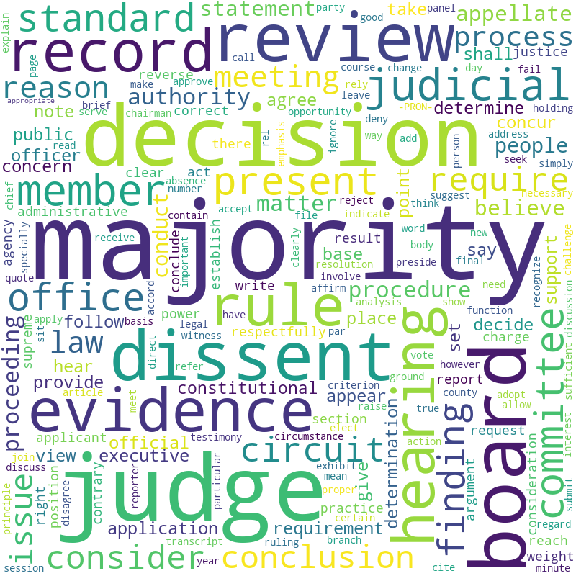 explain
standard
statement
party
take
panel
appellate
record
review
process
reason
page
reverse
call
course
change
day
shall
justice
approve
meeting
judicial
fail
appropriate
brief
make
rely
leave
authority
agree
opportunity
deny
determine
holding
note
serve
chairman
correct
-PRON-
concur
public
read
decision
ignore
way
add
address
people
officer
clear
there
person
seek
simply
concern
act
absence
number
member
present
require
necessary
chief
contain
accept
file
indicate
think
suggest
administrative
matter
reject
point
believe
agency
specially
receive
important
establish
clearly
word
body
new
challenge
conduct
conclude
result
resolution
involve
preside
final
say
support
quote
majority
recognize
office
accord
base
affirm
analysis
show
need
function
apply
site
basis
write
rule
procedure
set
decide
follow
power
legal
have
par
place
vote
however
charge
law
supreme
direct
witness
respectfully
ground
report
county
proceeding
hear
provide
dissent
refer
constitutional
criterion
appear
true
adopt
allow
sufficient
discussion
article
meet
section
raise
action
request
interest
evidence
circuit
hearing
finding
board
committee
applicant
official
testimony
circumstance
elect
determination
argument
consideration
issue
join
view
executive
exhibit
mean
give
submit
principle
discuss
right
position
disagree
contrary
reporter
particular
judge
application
requirement
proper
practice
certain
regard
reach
transcript
ruling
branch
weight
session
consider
year
conclusion
cite
minute
good